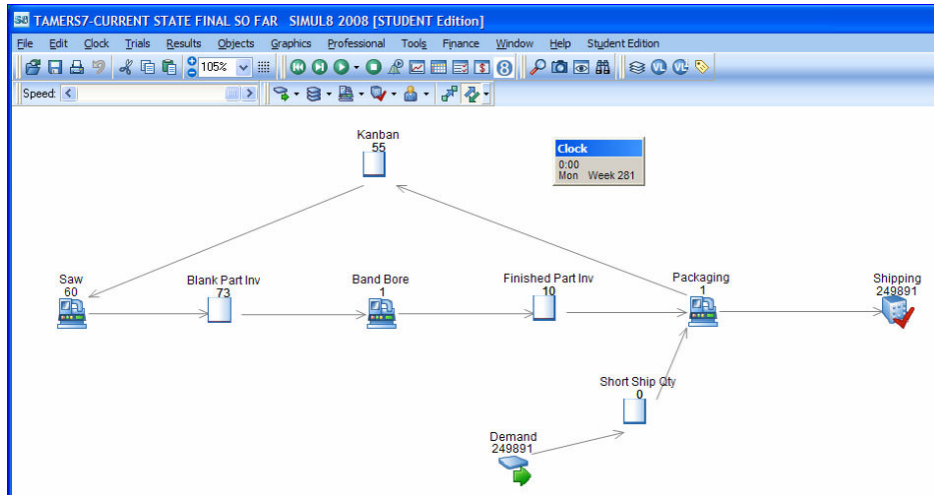 S8 TAMERS7-CURRENT STATE FINAL SO FAR SIMUL8 2008 [STUDENT Edition]
File Edit Clock Trials Results Objects Graphics Professional Tools Finance Window Help Student Edition
105%
Speed:
Kanban
55
Clock
0:00
Mon Week 281
Saw
60
Blank Part Inv
73
Band Bore
1
Finished Part Inv
10
Packaging
1
Shipping
249891
Short Ship Qty
0
Demand
249891